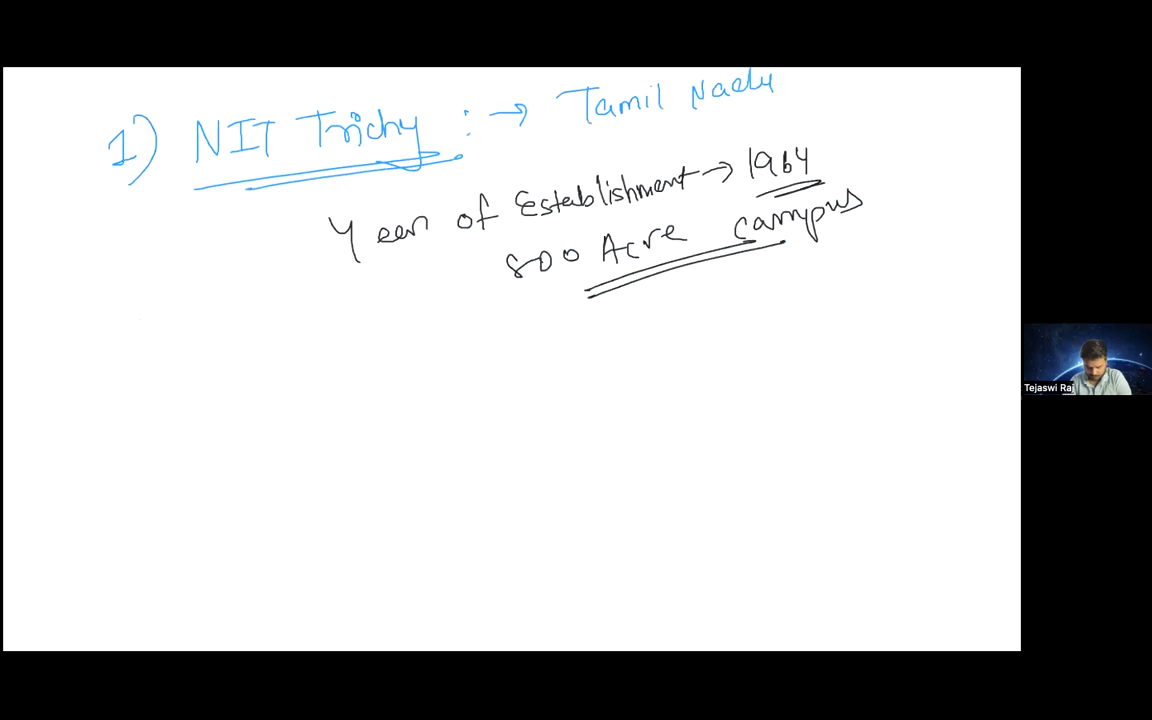 1) NIT Trichy :→ Tamil Nadu
Year of Establishment → 1964
800 Acre campus
Tejaswi Raj